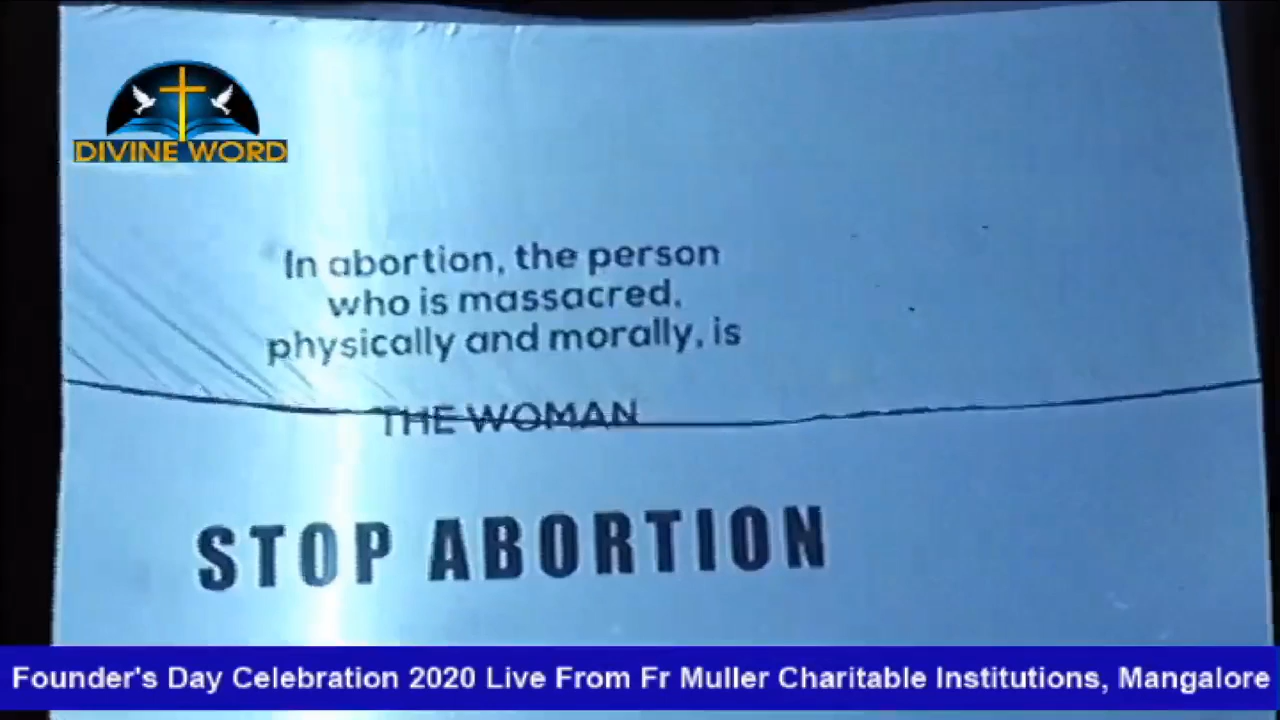 DIVINE WORD
In abortion, the person
who is massacred,
physically and morally, is
THE WOMAN
STOP ABORTION
Founder's Day Celebration 2020 Live From Fr Muller Charitable Institutions, Mangalore